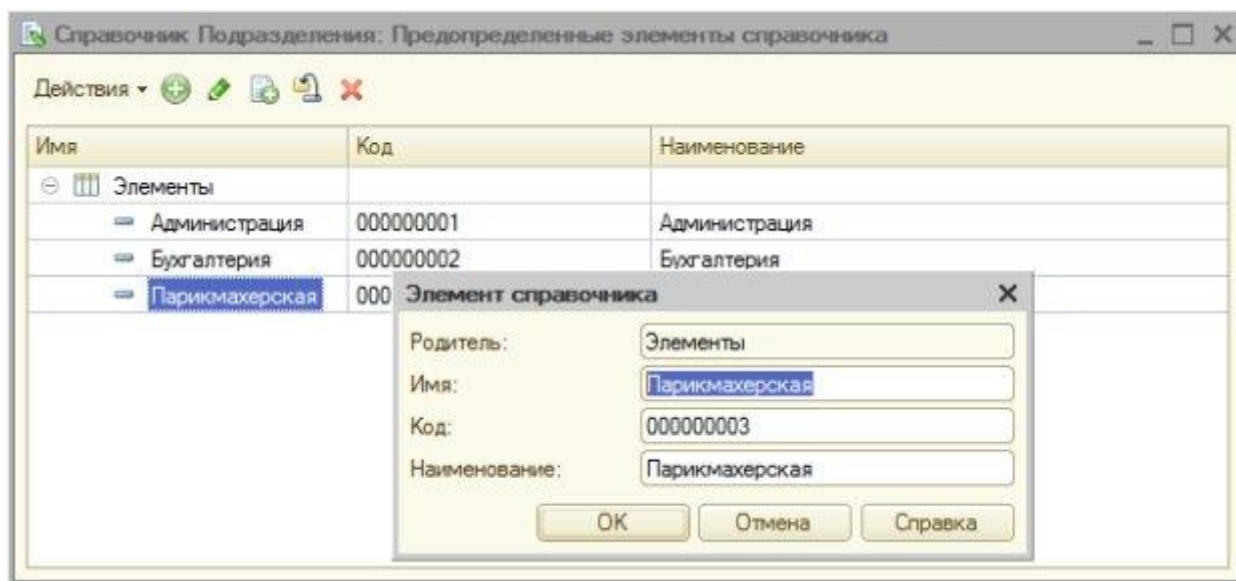 Справочник Подразделения: Предопределенные элементы справочника
Действия
Имя Код Наименование
Элементы
Администрация 000000001 Администрация
Бухгалтерия 000000002 Бухгалтерия
Парикмахерская 000
Элемент справочника
Родитель: Элементы
Имя: Парикмахерская
Код: 000000003
Наименование: Парикмахерская
OK Отмена Справка